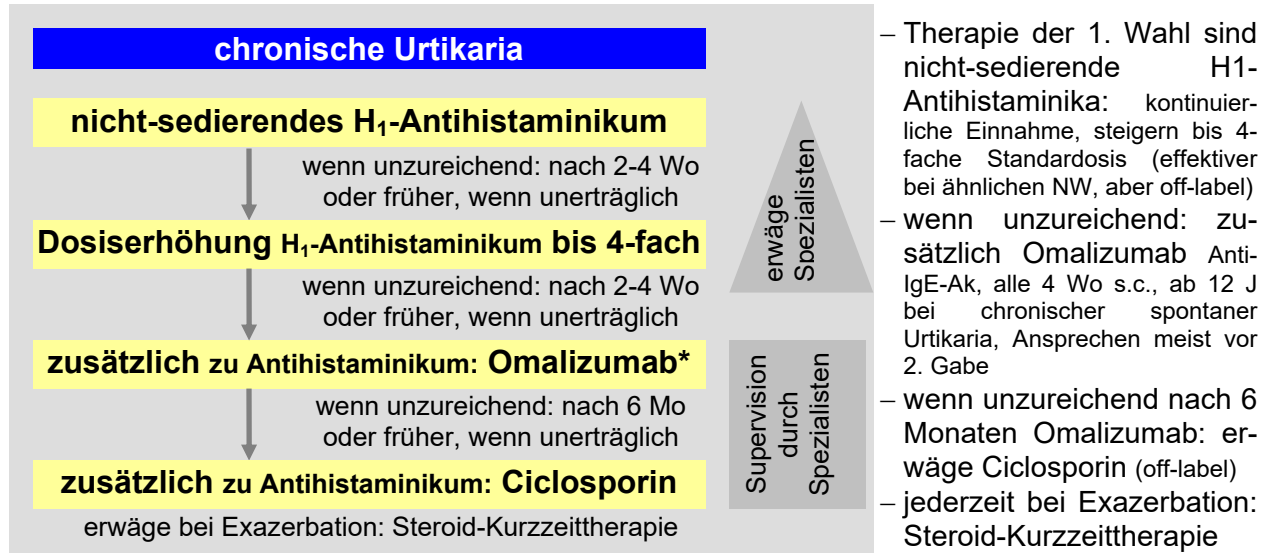 chronische Urtikaria
nicht-sedierendes H₁-Antihistaminikum
wenn unzureichend: nach 2-4 Wo
oder früher, wenn unerträglich
Dosiserhöhung H₁-Antihistaminikum bis 4-fach
wenn unzureichend: nach 2-4 Wo
oder früher, wenn unerträglich
zusätzlich zu Antihistaminikum: Omalizumab*
wenn unzureichend: nach 6 Mo
oder früher, wenn unerträglich
zusätzlich zu Antihistaminikum: Ciclosporin
erwäge bei Exazerbation: Steroid-Kurzzeittherapie
erwäge
Spezialisten
Supervision
durch
Spezialisten
– Therapie der 1. Wahl sind
nicht-sedierende H1-
Antihistaminika: kontinuier-
liche Einnahme, steigern bis 4-
fache Standardosis (effektiver
bei ähnlichen NW, aber off-label)
– wenn unzureichend: zu-
sätzlich Omalizumab Anti-
IgE-Ak, alle 4 Wo s.c., ab 12 J
bei chronischer spontaner
Urtikaria, Ansprechen meist vor
2. Gabe
– wenn unzureichend nach 6
Monaten Omalizumab: er-
wäge Ciclosporin (off-label)
– jederzeit bei Exazerbation:
Steroid-Kurzzeittherapie